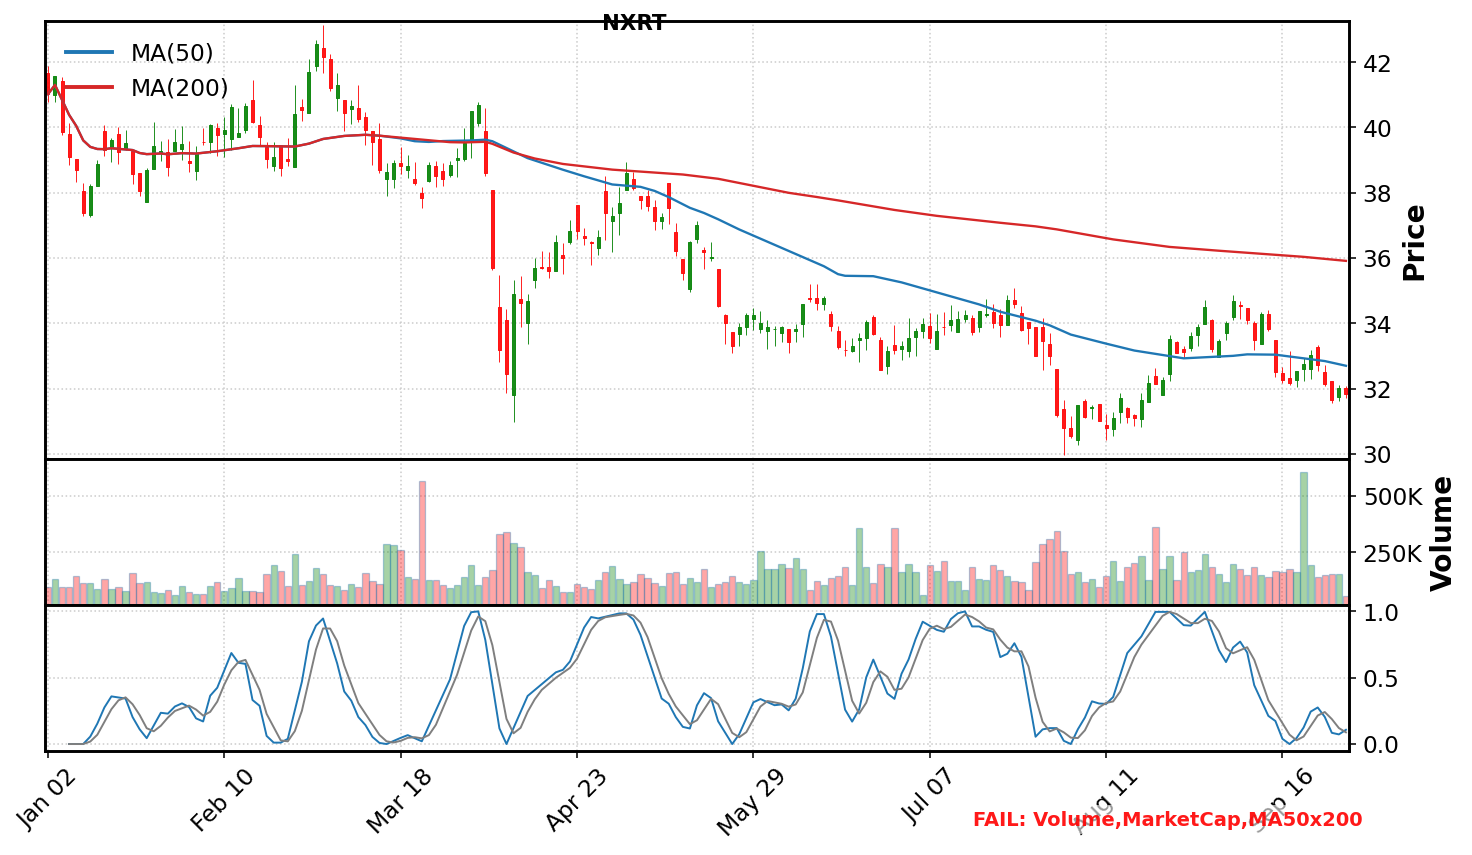 NXRT
MA(50)
MA(200)
42
40
38
36
34
32
30
Price
500K
250K
Volume
1.0
0.5
0.0
Jan 02
Feb 10
Mar 18
Apr 23
May 29
Jul 07
Aug 11
Sep 16
FAIL: Volume,MarketCap,MA50x200